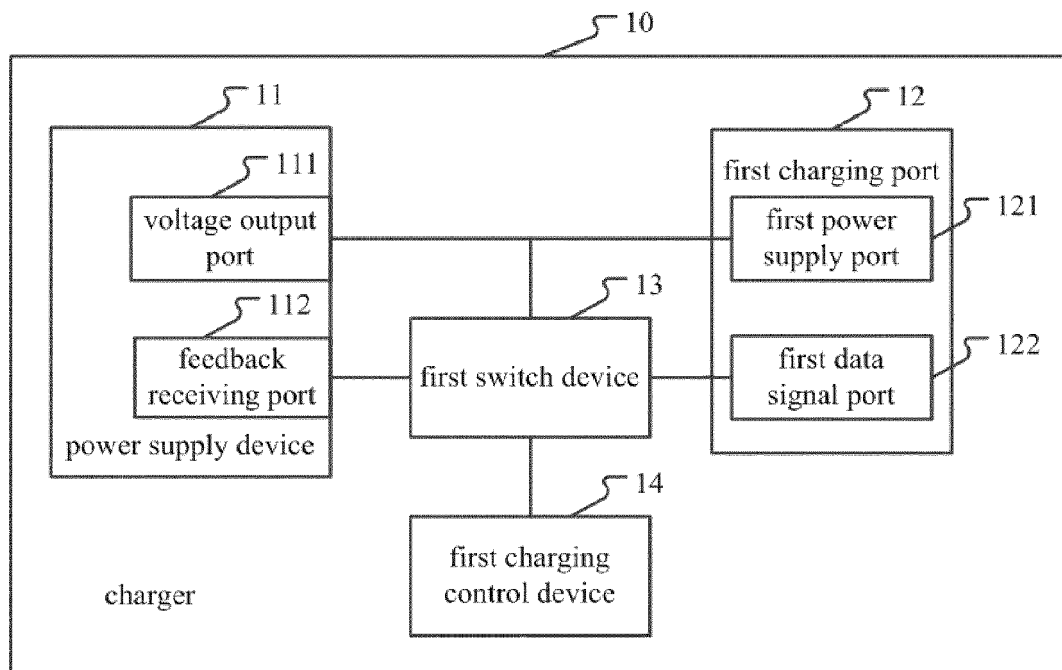 10
11
12
111
voltage output
port
first charging port
first power
supply port
121
112
13
feedback
receiving port
first switch device
first data
signal port
122
power supply device
14
first charging
control device
charger